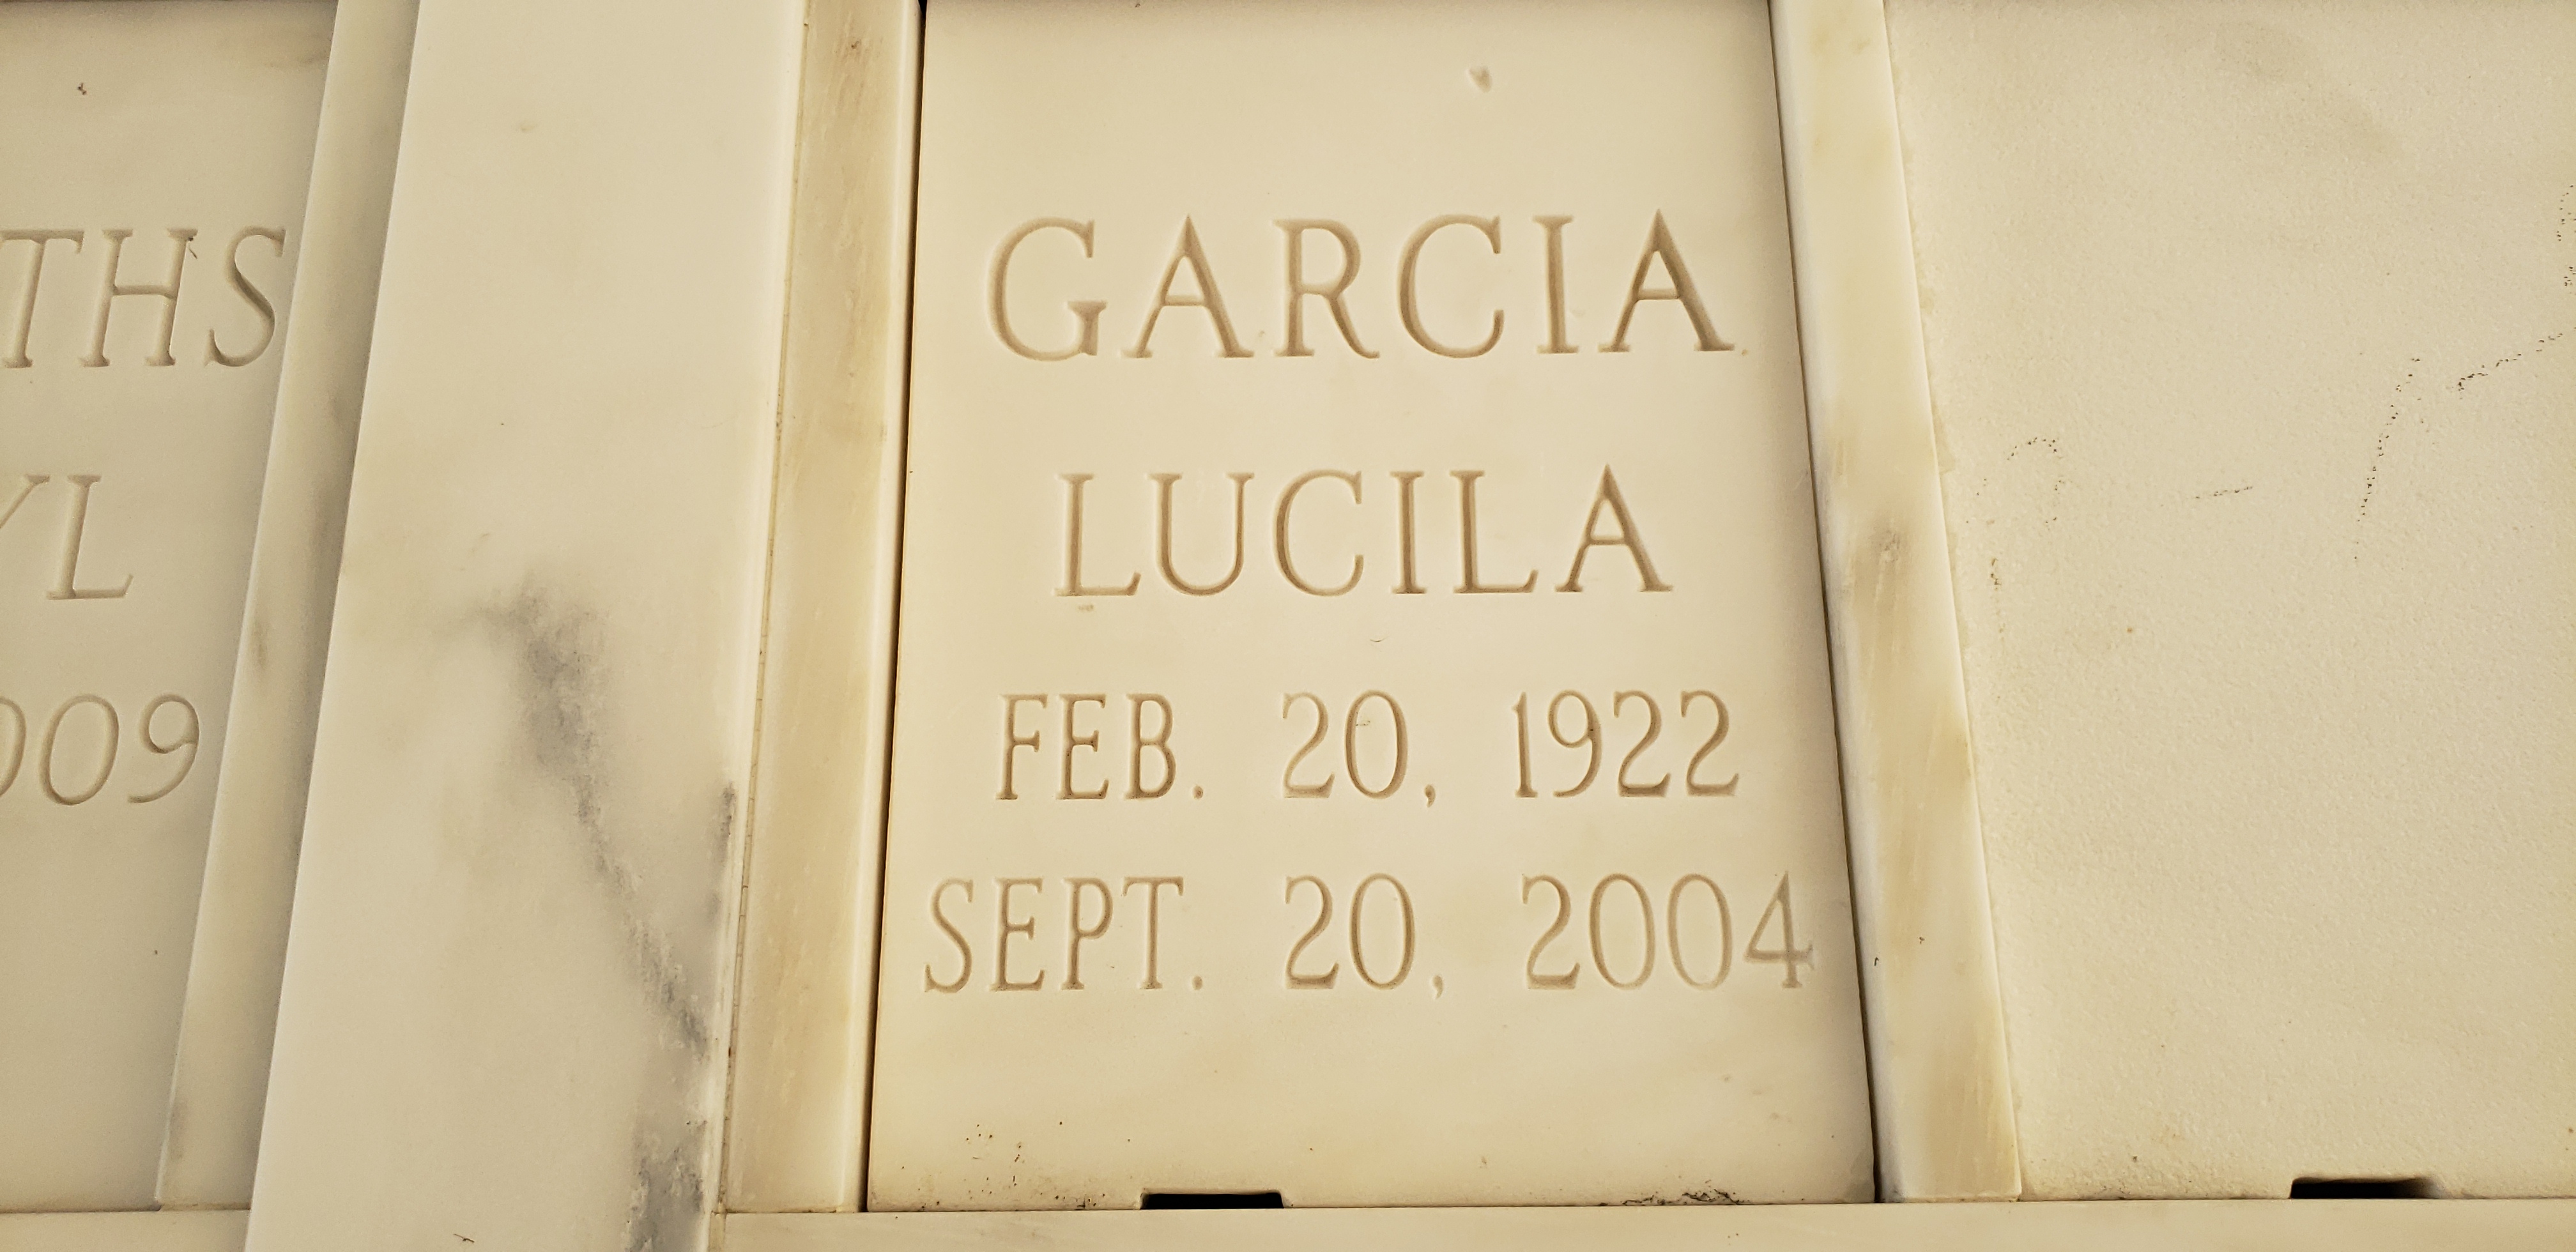 THS
YL
009
GARCIA
LUCILA
FEB. 20, 1922
SEPT. 20, 2004